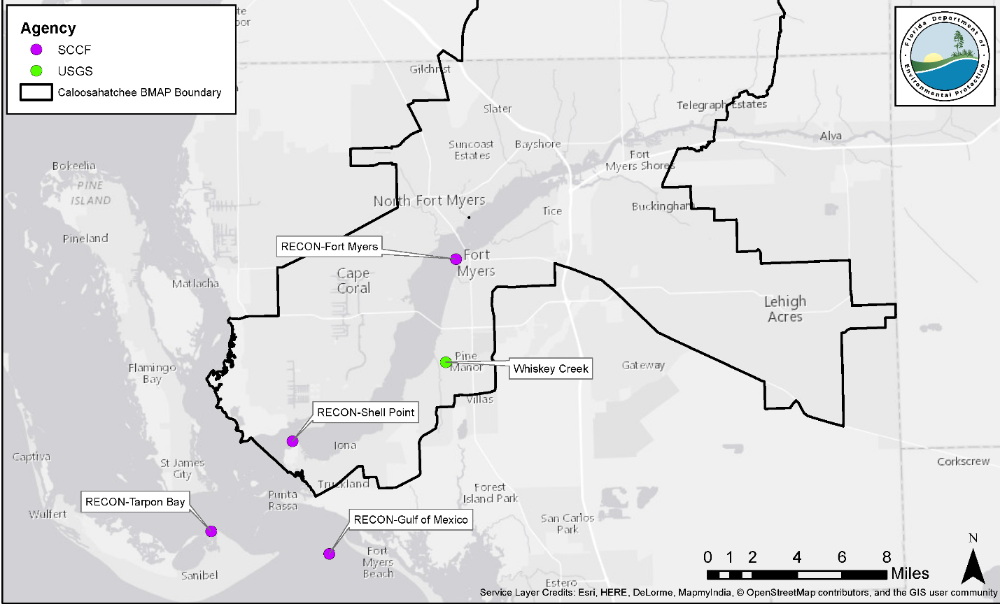 Agency
SCCF
USGS
Caloosahatchee BMAP Boundary
Florida Department of
Environmental Protection
Gilchrist
Slater
Telegraph Estates
Alva
Suncoast
Estates
Bayshore
Fort
Myers Shores
Bokeelia
PINE
ISLAND
North Fort Myers
Tice
Buckingham
Pineland
RECON-Fort Myers
Fort
Myers
Cape
Coral
Matlacha
Lehigh
Acres
Flamingo
Bay
Pine
Manor
Whiskey Creek
Gateway
Villas
RECON-Shell Point
Iona
Captiva
St James
City
Corkscrew
Truckland
Punta
Rassa
Forest
Island Park
RECON-Tarpon Bay
Wulfert
RECON-Gulf of Mexico
San Carlos
Park
N
Fort
Myers
Beach
0 1 2 4 6 8
Miles
Sanibel
Estero
Service Layer Credits: Esri, HERE, DeLorme, MapmyIndia, © OpenStreetMap contributors, and the GIS user community